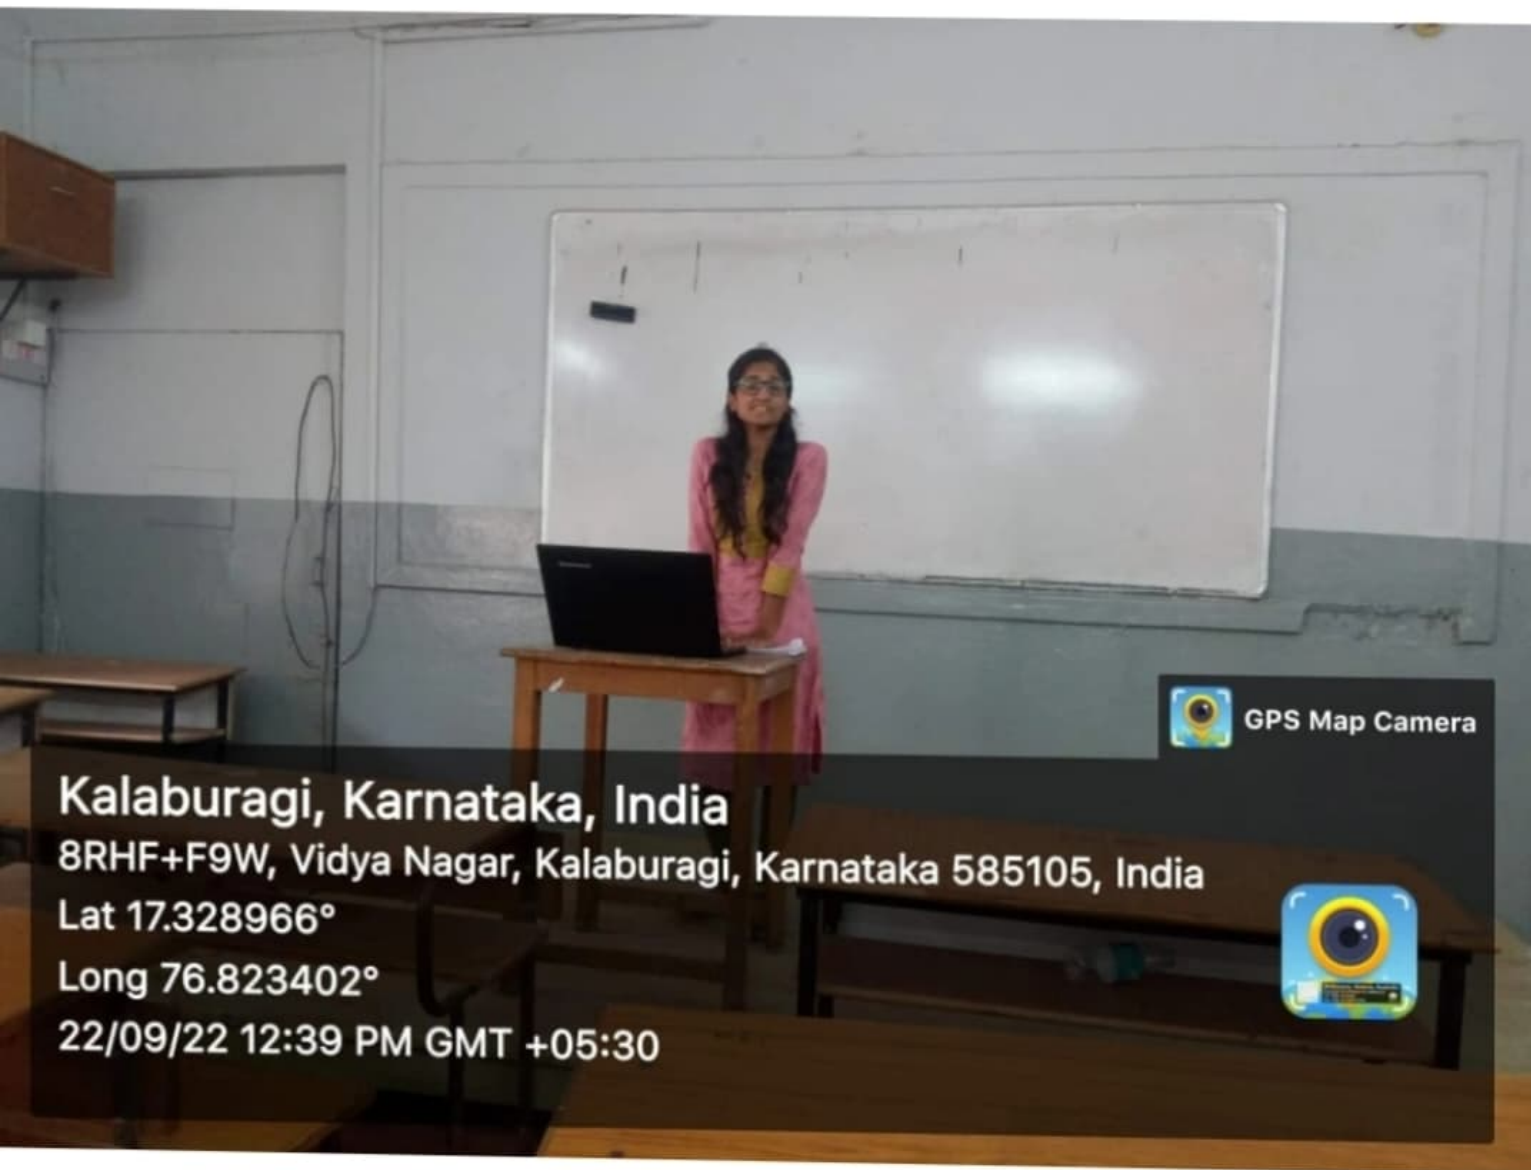 GPS Map Camera
Kalaburagi, Karnataka, India
8RHF+F9W, Vidya Nagar, Kalaburagi, Karnataka 585105, India
Lat 17.328966°
Long 76.823402°
22/09/22 12:39 PM GMT +05:30